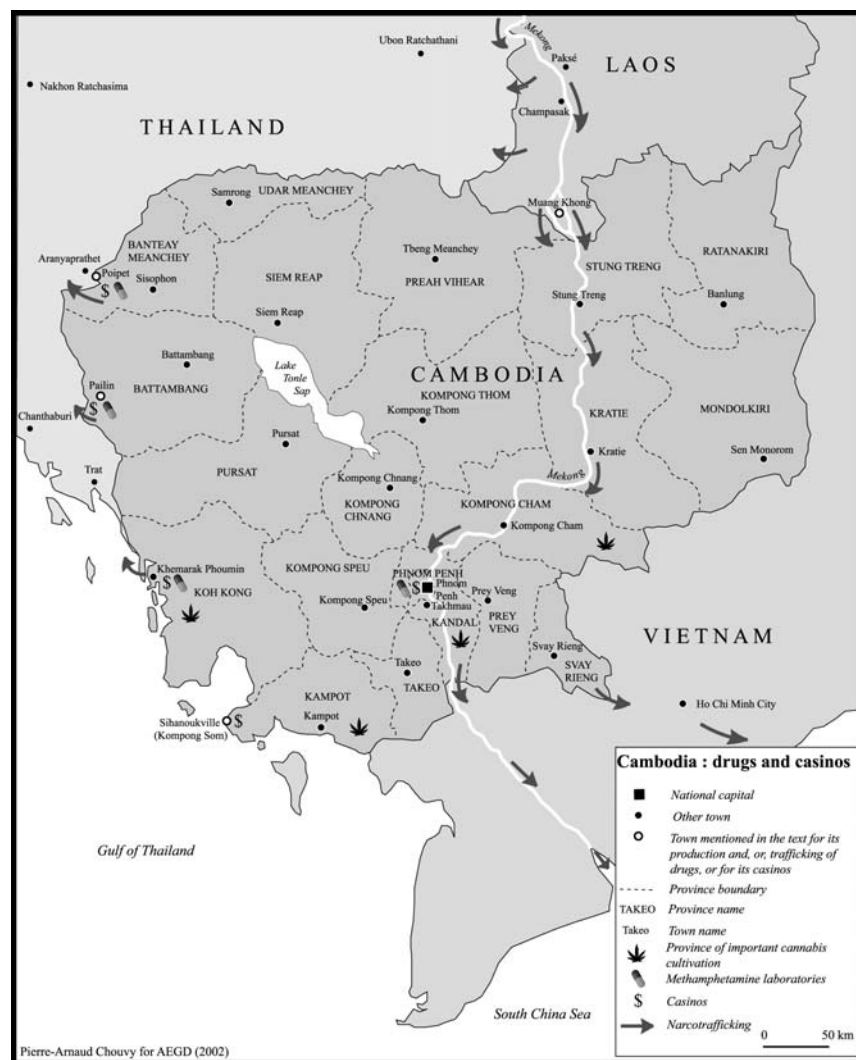 Ubon Ratchathani
Mekong
Paksé
LAOS
Nakhon Ratchasima
Champasak
THAILAND
Samrong
UDAR MEANCHEY
Muang Khong
BANTEAY
MEANCHEY
Tbeng Meanchey
RATANAKIRI
Aranyaprathet
Poipet
Sisophon
SIEM REAP
PREAH VIHEAR
STUNG TRENG
$
Siem Reap
Stung Treng
Banlung
Battambang
Lake
Tonle
Sap
CAMBODIA
Pailin
BATTAMBANG
KOMPONG THOM
$
Chanthaburi
Kompong Thom
KRATIE
MONDOLKIRI
Pursat
Kratie
Sen Monorom
Trat
PURSAT
Kompong Chnang
Mekong
KOMPONG
CHNANG
KOMPONG CHAM
Kompong Cham
Khemarak Phoumin
KOMPONG SPEU
PHNOM PENH
$
KOH KONG
$
Phnom
Penh
Kompong Speu
Takhmau
Prey Veng
KANDAL
PREY
VENG
VIETNAM
Takeo
Svay Rieng
SVAY
RIENG
KAMPOT
TAKEO
Sihanoukville
(Kompong Som)
$
Kampot
Ho Chi Minh City
Gulf of Thailand
South China Sea
Cambodia : drugs and casinos
National capital
Other town
Town mentioned in the text for its
production and, or, trafficking of
drugs, or for its casinos
Province boundary
TAKEO Province name
Takeo Town name
Province of important cannabis
cultivation
Methamphetamine laboratories
$ Casinos
Narcotrafficking
0 50 km
Pierre-Arnaud Chouvy for AEGD (2002)